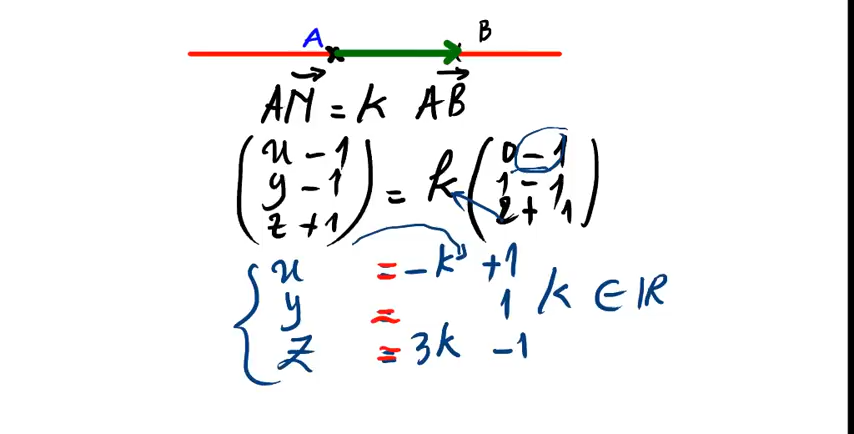 A B
AM = k AB
x - 1 0 - 1
y - 1 = k 1 - 1
z + 1 2 + 1
x = -k + 1
y = 1 / k ∈ ℝ
z = 3k - 1